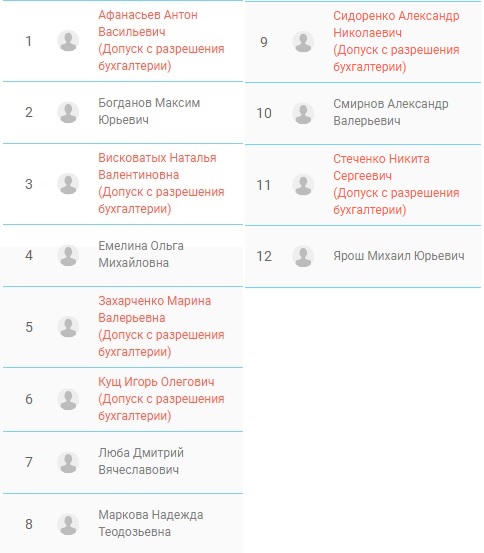 1
Афанасьев Антон
Васильевич
(Допуск с разрешения
бухгалтерии)
2
Богданов Максим
Юрьевич
3
Висковатых Наталья
Валентиновна
(Допуск с разрешения
бухгалтерии)
4
Емелина Ольга
Михайловна
5
Захарченко Марина
Валерьевна
(Допуск с разрешения
бухгалтерии)
6
Кущ Игорь Олегович
(Допуск с разрешения
бухгалтерии)
7
Люба Дмитрий
Вячеславович
8
Маркова Надежда
Теодозьевна
9
Сидоренко Александр
Николаевич
(Допуск с разрешения
бухгалтерии)
10
Смирнов Александр
Валерьевич
11
Стеченко Никита
Сергеевич
(Допуск с разрешения
бухгалтерии)
12
Ярош Михаил Юрьевич